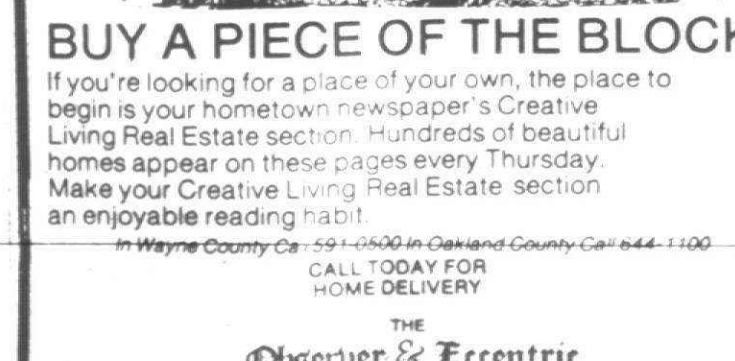 BUY A PIECE OF THE BLOCK
If you're looking for a place of your own, the place to
begin is your hometown newspaper's Creative
Living Real Estate section. Hundreds of beautiful
homes appear on these pages every Thursday.
Make your Creative Living Real Estate section
an enjoyable reading habit.
In Wayne County Call 591-0500 In Oakland County Call 644-1100
CALL TODAY FOR
HOME DELIVERY
THE
Observer & Eccentric